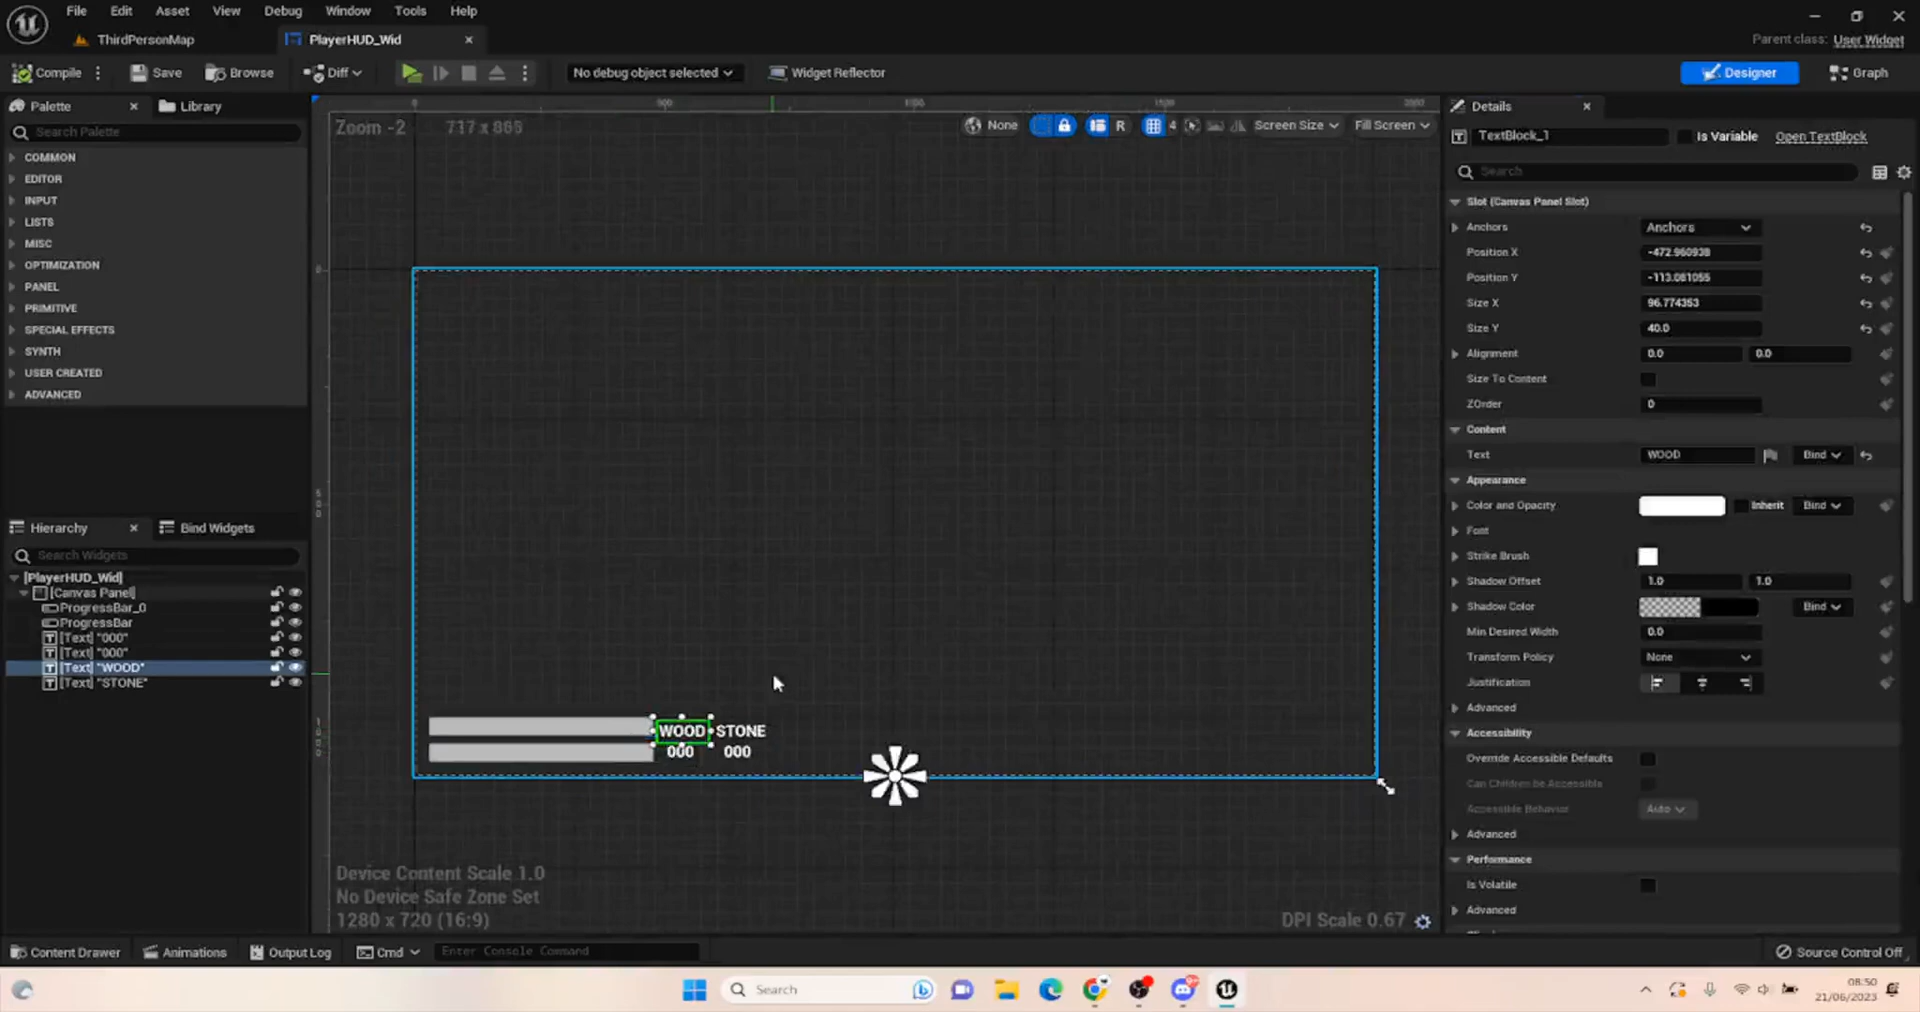 File Edit View Asset Debug Window Tools Help
ThirdPersonMap
PlayerHUD_Wid
Parent class: User Widget
Compile
Save
Browse
Diff
No debug object selected
Widget Reflector
Designer
Graph
Palette
Library
Search Palette
COMMON
EDITOR
INPUT
LISTS
MISC
OPTIMIZATION
PANEL
PRIMITIVE
SPECIAL EFFECTS
SYNTH
USER CREATED
ADVANCED
Hierarchy
Bind Widgets
Search Widgets
[PlayerHUD_Wid]
[Canvas Panel]
ProgressBar_0
ProgressBar
[Text] "000"
[Text] "000"
[Text] "WOOD"
[Text] "STONE"
Zoom -2
717 x 866
None
R
4
Screen Size
Fill Screen
0 500 1000 1500 2000
WOOD STONE
000 000
Device Content Scale 1.0
No Device Safe Zone Set
1280 x 720 (16:9)
DPI Scale 0.67
Details
TextBlock_1
Is Variable
Open TextBlock
Search
Slot (Canvas Panel Slot)
Anchors Anchors
Position X -472.960938
Position Y -113.081055
Size X 96.774353
Size Y 40.0
Alignment 0.0 0.0
Size To Content
ZOrder 0
Content
Text WOOD Bind
Appearance
Color and Opacity Inherit Bind
Font
Strike Brush
Shadow Offset 1.0 1.0
Shadow Color Bind
Min Desired Width 0.0
Transform Policy None
Justification
Advanced
Accessibility
Override Accessible Defaults
Can Children be Accessible
Accessible Behavior Auto
Advanced
Performance
Is Volatile
Advanced
Content Drawer
Animations
Output Log
Cmd
Enter Console Command
Source Control Off
Search
08:50
21/06/2023